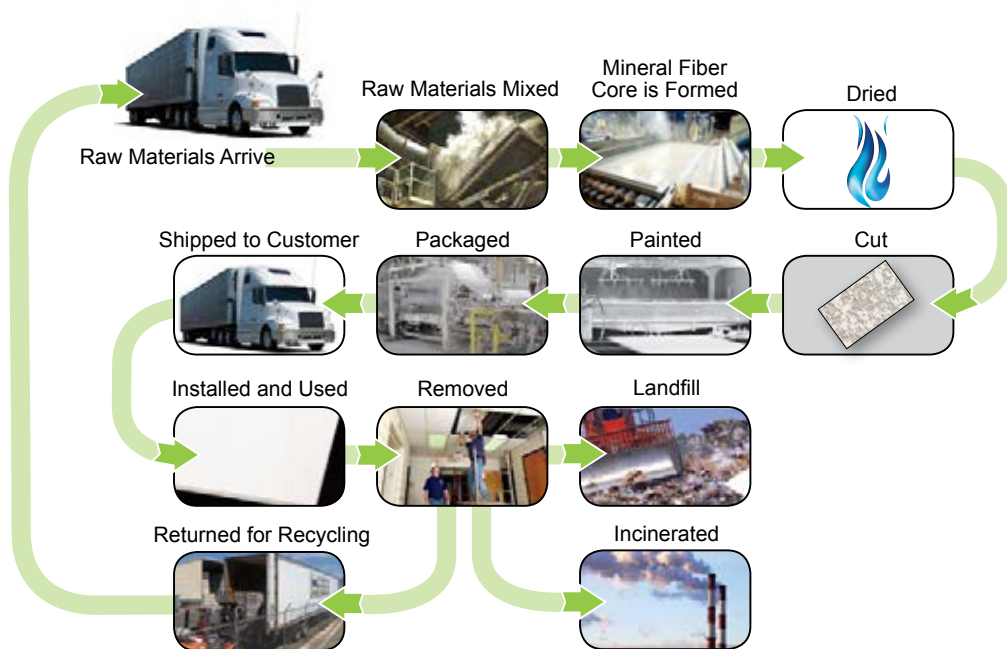 Raw Materials Arrive
Raw Materials Mixed
Mineral Fiber
Core is Formed
Dried
Shipped to Customer
Packaged
Painted
Cut
Installed and Used
Removed
Landfill
Returned for Recycling
Incinerated